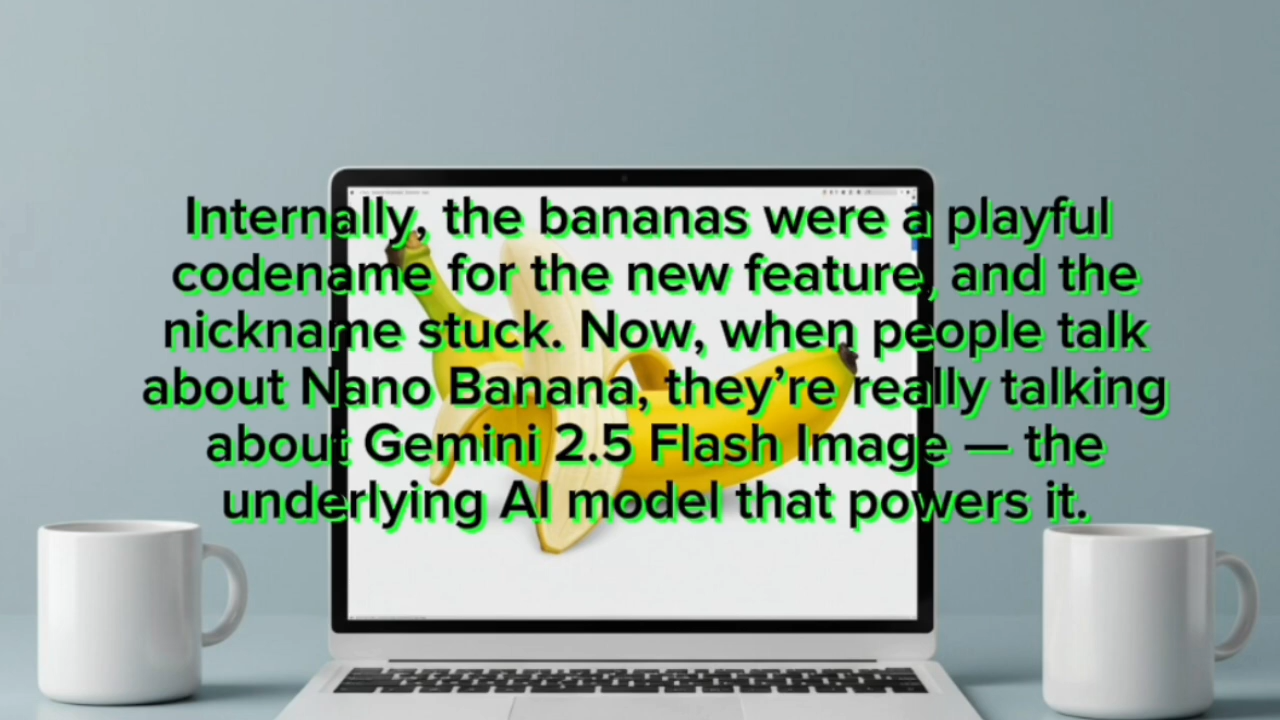 Internally, the bananas were a playful
codename for the new feature, and the
nickname stuck. Now, when people talk
about Nano Banana, they’re really talking
about Gemini 2.5 Flash Image — the
underlying AI model that powers it.